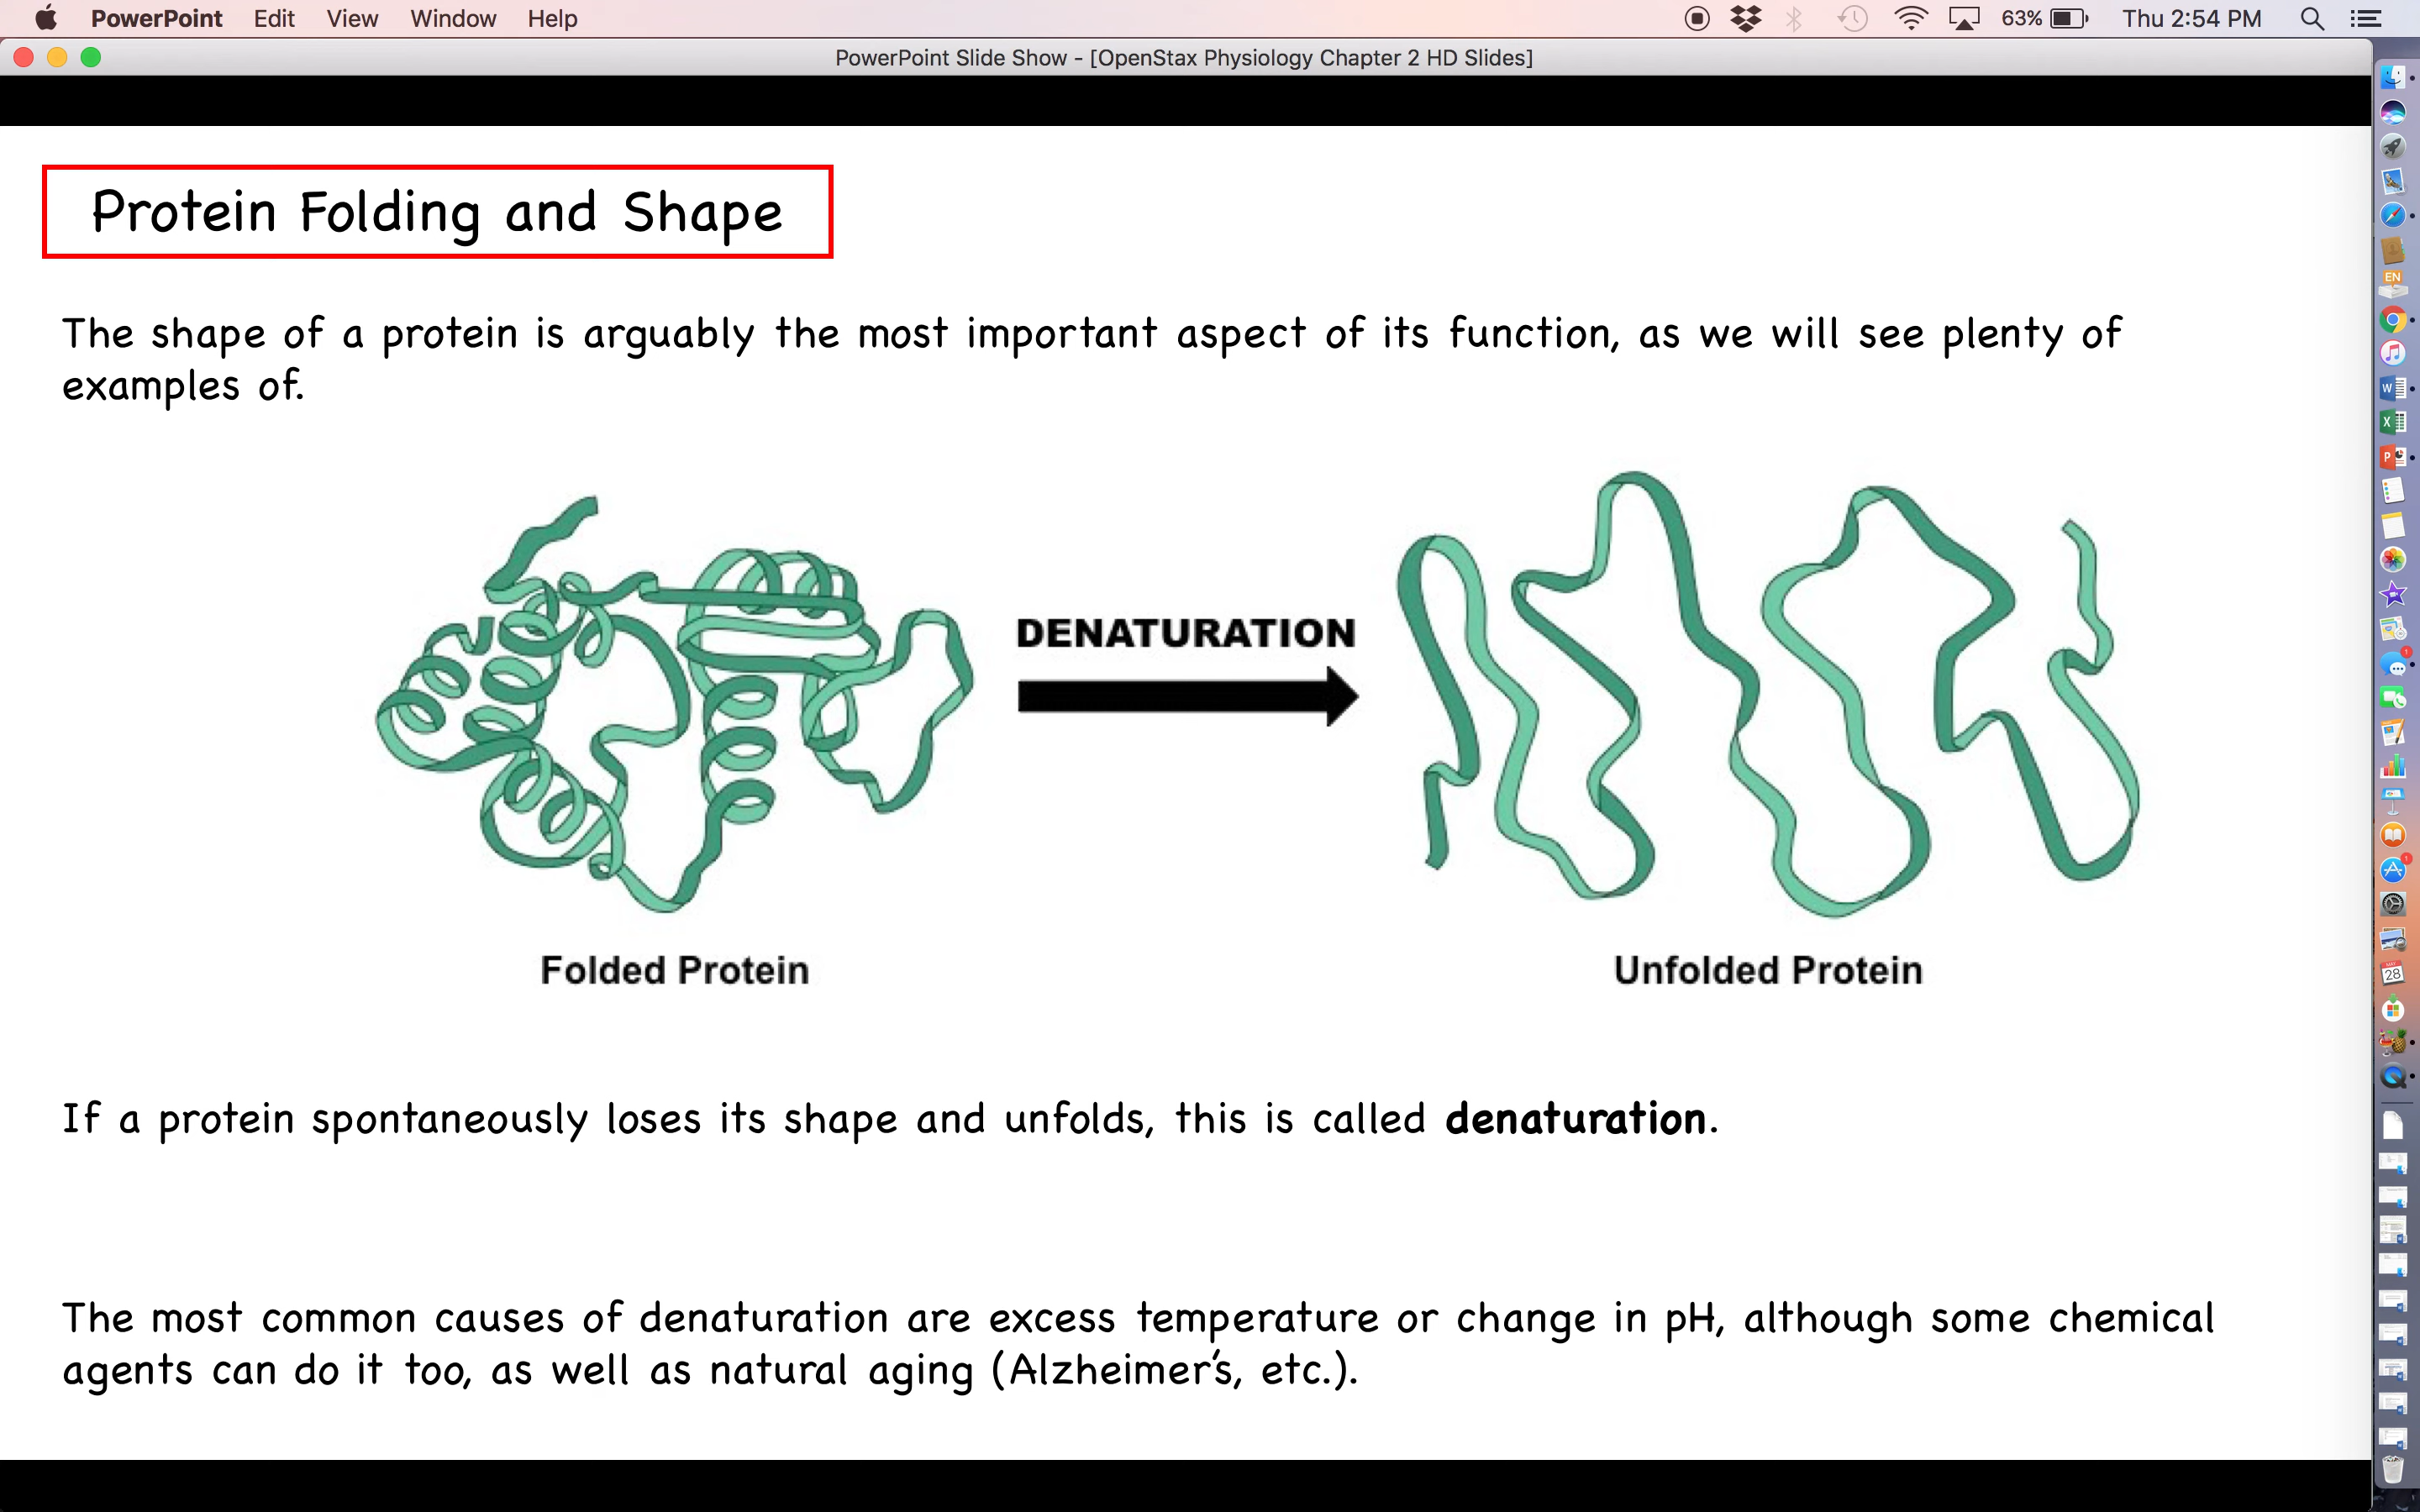 PowerPoint Edit View Window Help 63% Thu 2:54 PM
PowerPoint Slide Show - [OpenStax Physiology Chapter 2 HD Slides]
Protein Folding and Shape
The shape of a protein is arguably the most important aspect of its function, as we will see plenty of
examples of.
DENATURATION
Folded Protein
Unfolded Protein
If a protein spontaneously loses its shape and unfolds, this is called denaturation.
The most common causes of denaturation are excess temperature or change in pH, although some chemical
agents can do it too, as well as natural aging (Alzheimer's, etc.).
EN
W
X
P
1
1
28